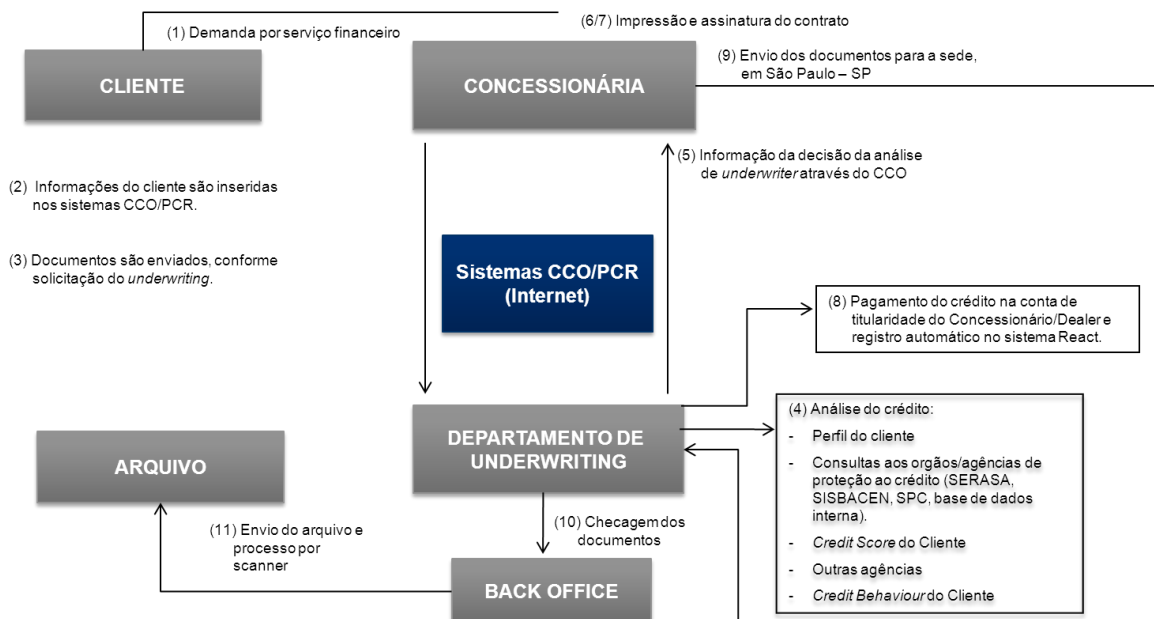 (6/7) Impressão e assinatura do contrato
(1) Demanda por serviço financeiro
CLIENTE
CONCESSIONÁRIA
(9) Envio dos documentos para a sede,
em São Paulo – SP
(2) Informações do cliente são inseridas
nos sistemas CCO/PCR.
(3) Documentos são enviados, conforme
solicitação do underwriting.
(5) Informação da decisão da análise
de underwriter através do CCO
Sistemas CCO/PCR
(Internet)
(8) Pagamento do crédito na conta de
titularidade do Concessionário/Dealer e
registro automático no sistema React.
DEPARTAMENTO DE
UNDERWRITING
(4) Análise do crédito:
- Perfil do cliente
- Consultas aos orgãos/agências de
proteção ao crédito (SERASA,
SISBACEN, SPC, base de dados
interna).
- Credit Score do Cliente
- Outras agências
- Credit Behaviour do Cliente
ARQUIVO
(10) Checagem dos
documentos
(11) Envio do arquivo e
processo por
scanner
BACK OFFICE